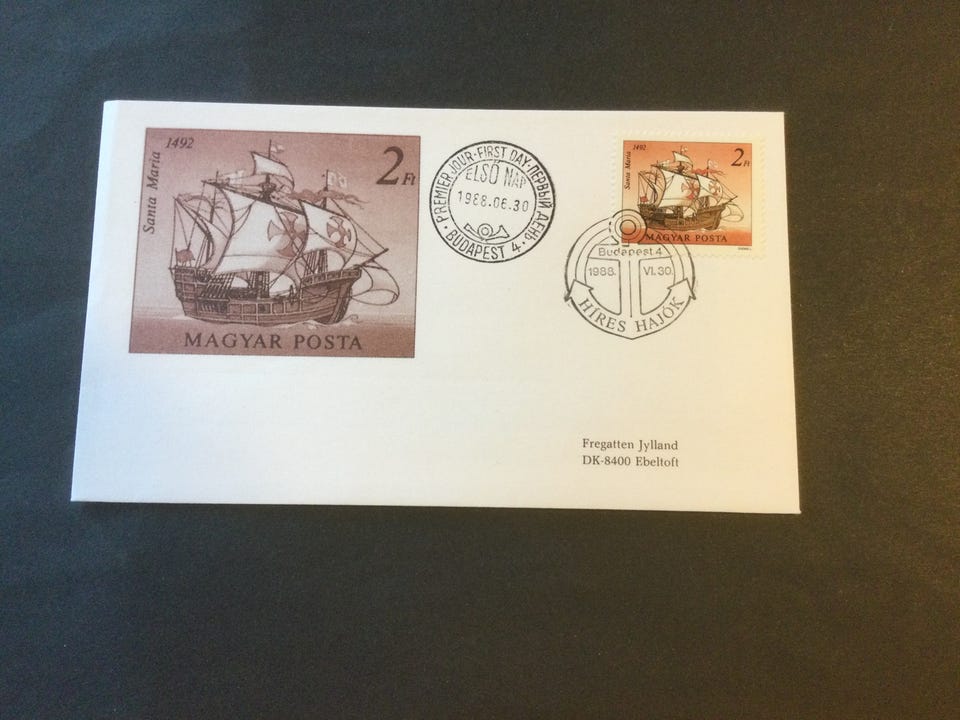 1492
Santa Maria
2 Ft
MAGYAR POSTA
PREMIER JOUR·FIRST DAY·ПЕРВЫЙ ДЕНЬ
ELSŐ NAP
1988.06.30
·BUDAPEST 4.·
1492
Santa Maria
2 Ft
MAGYAR POSTA
Budapest 4
1988. VI. 30.
HÍRES HAJÓK
Fregatten Jylland
DK-8400 Ebeltoft